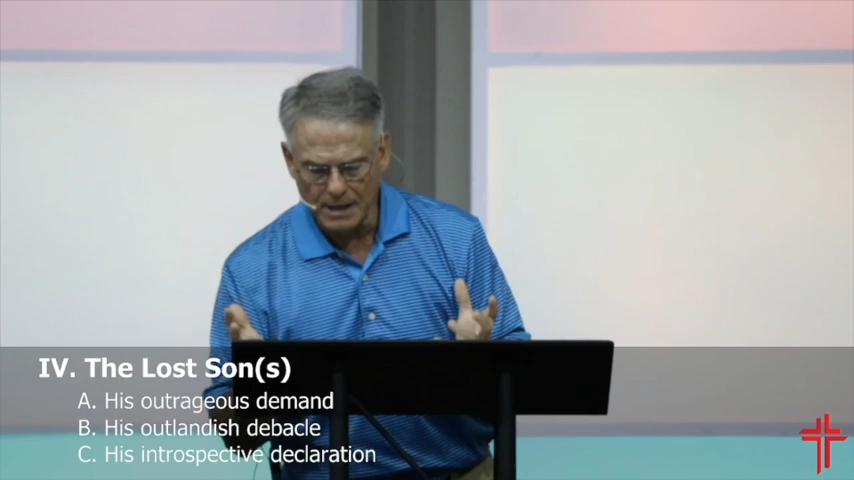 IV. The Lost Son(s)
A. His outrageous demand
B. His outlandish debacle
C. His introspective declaration